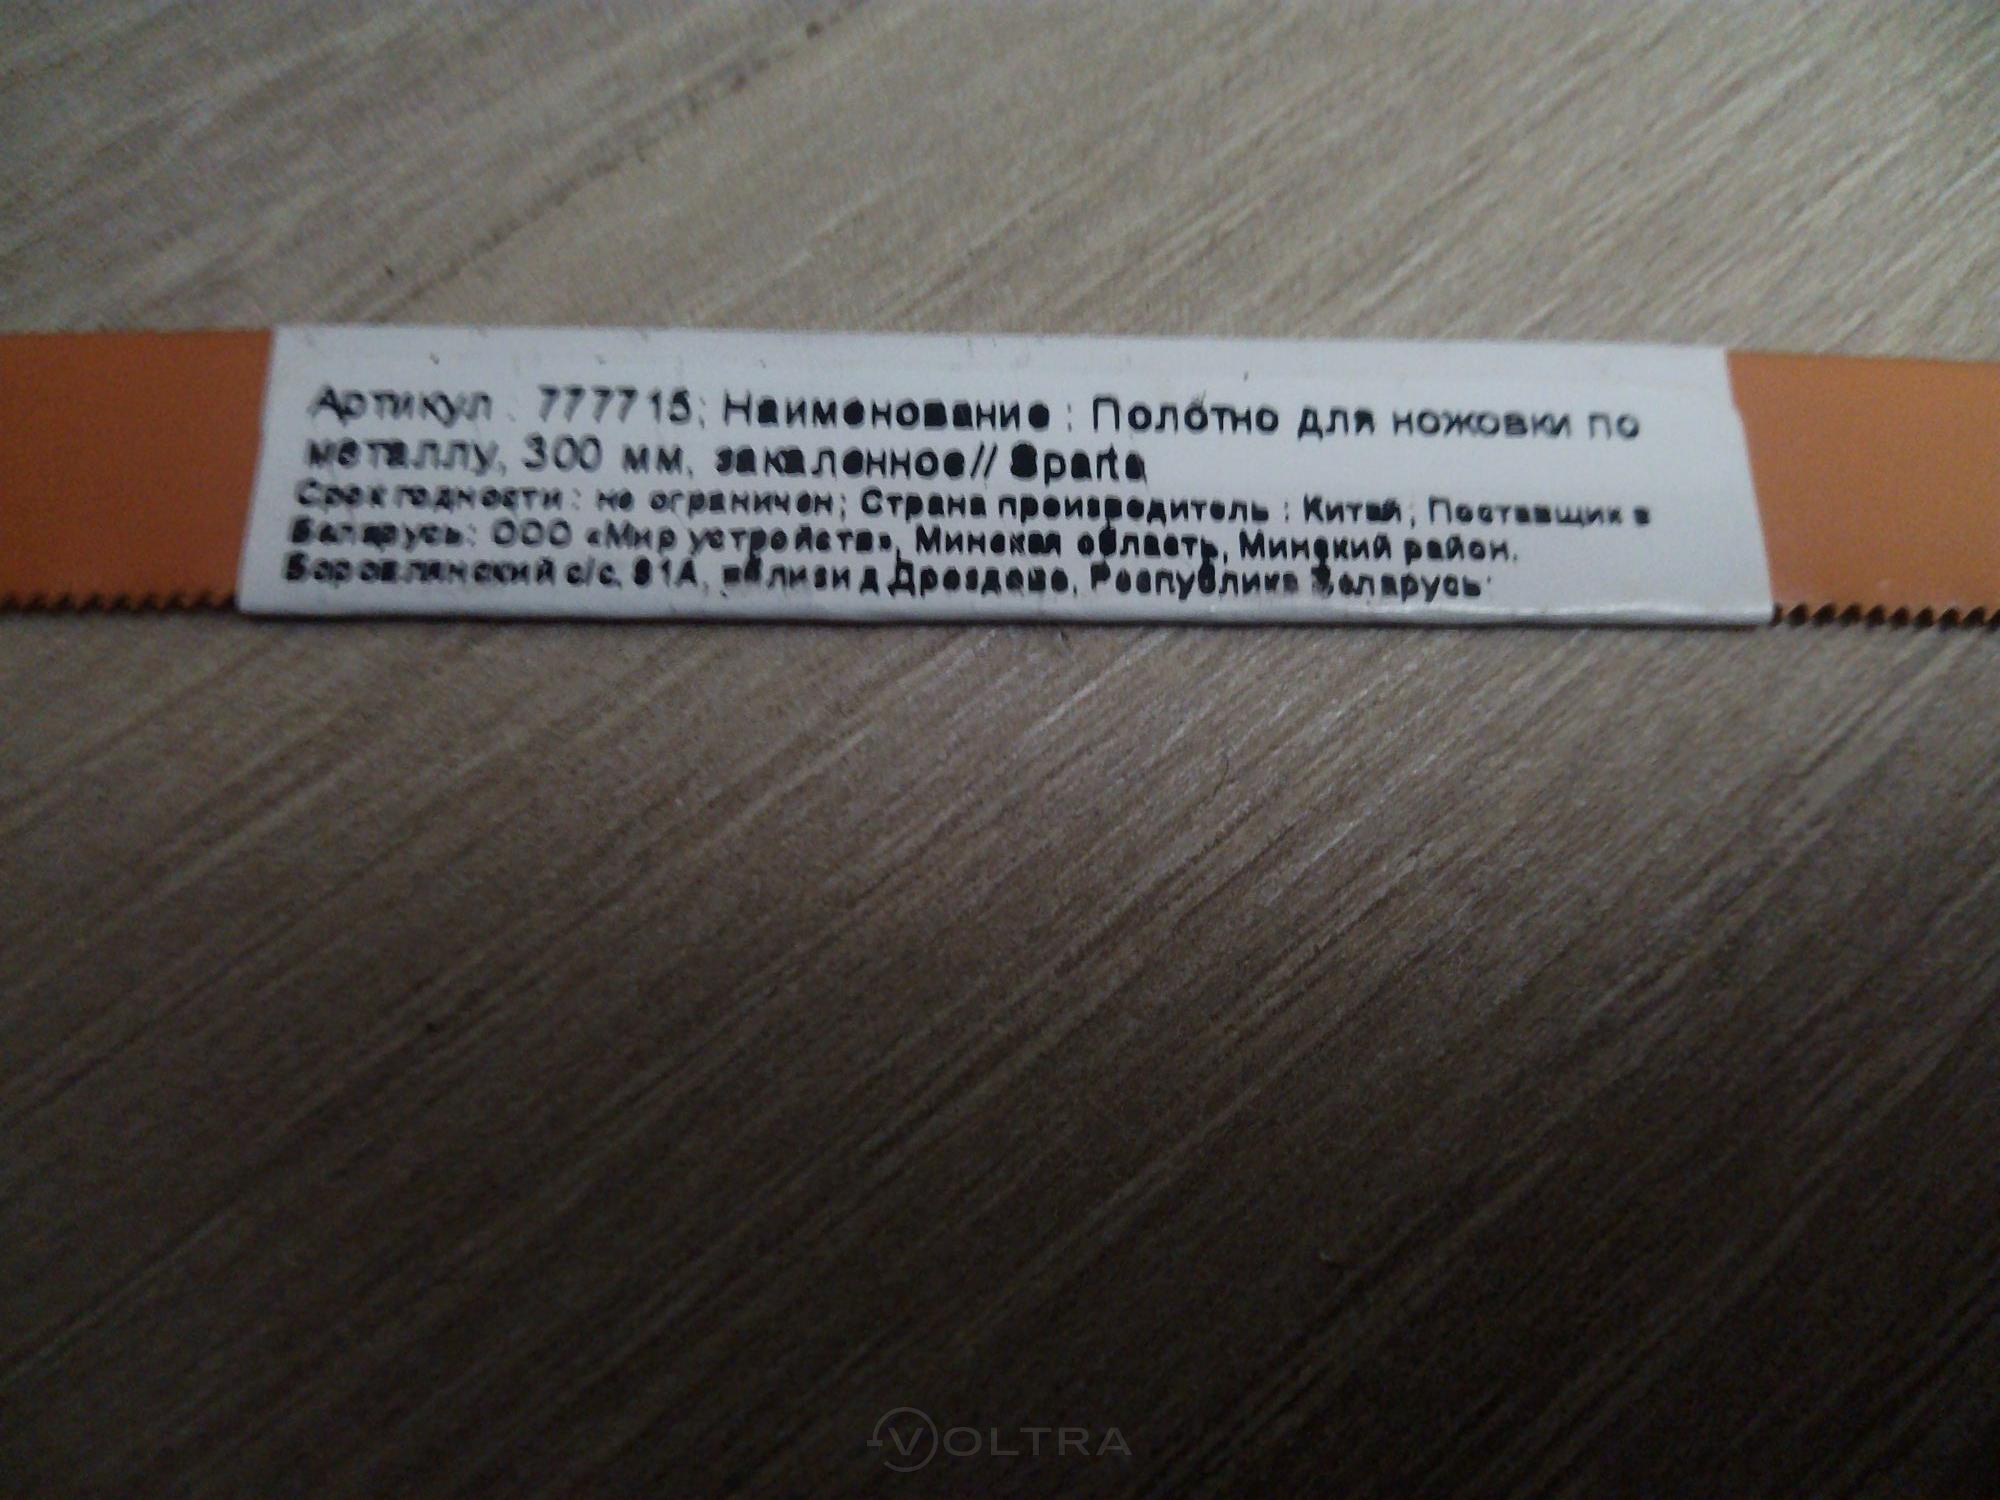 Артикул : 777715; Наименование : Полотно для ножовки по
металлу, 300 мм, закаленное// Sparta
Срок годности : не ограничен; Страна производитель : Китай; Поставщик в
Беларусь: ООО «Мир устройств», Минская область, Минский район,
Боровлянский с/с, 81А, вблизи д Дроздово, Республика Беларусь
VOLTRA